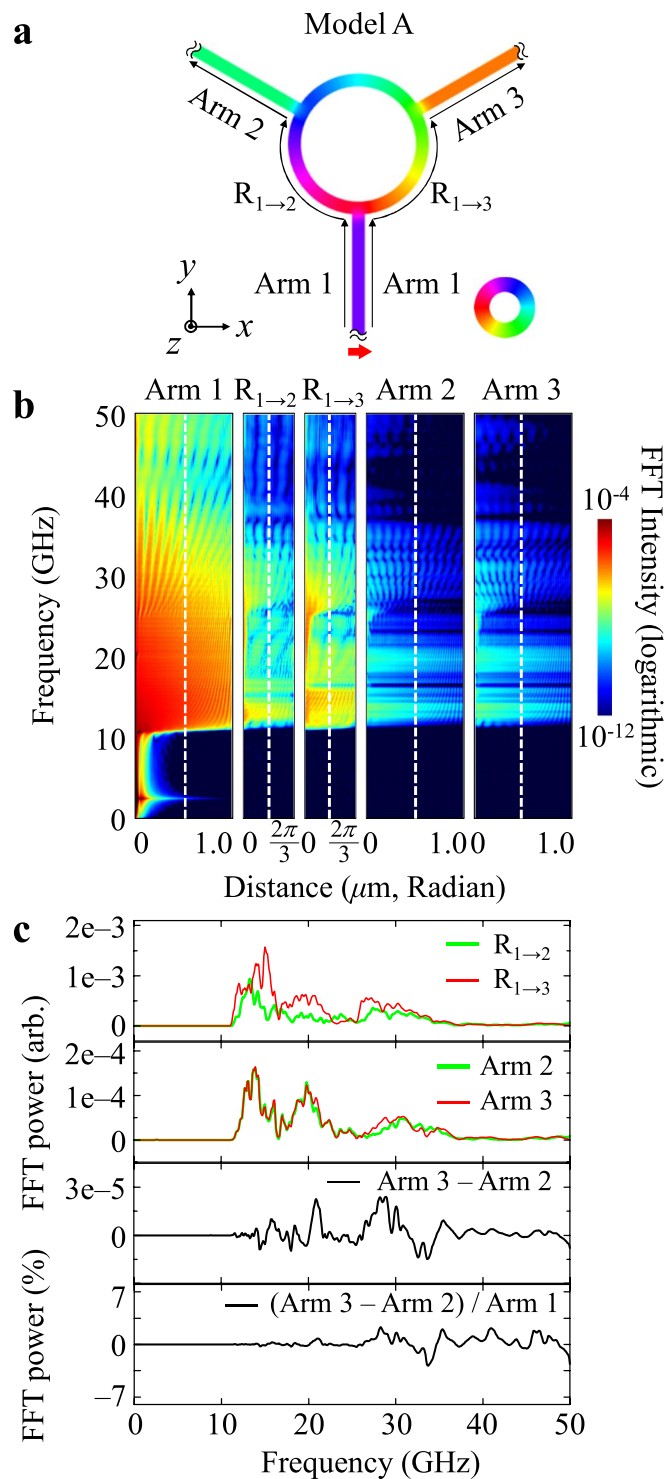 a
Model A
Arm 2
Arm 3
R1→2
R1→3
Arm 1
Arm 1
y
z
x
b
Arm 1
R1→2
R1→3
Arm 2
Arm 3
50
40
30
20
10
0
Frequency (GHz)
0
1.0
0
2π/3
0
2π/3
0
1.0
0
1.0
Distance (μm, Radian)
10-4
10-12
FFT Intensity (logarithmic)
c
2e−3
1e−3
0
R1→2
R1→3
2e−4
1e−4
0
Arm 2
Arm 3
FFT power (arb.)
3e−5
0
Arm 3 – Arm 2
7
0
−7
(Arm 3 – Arm 2) / Arm 1
FFT power (%)
0
10
20
30
40
50
Frequency (GHz)